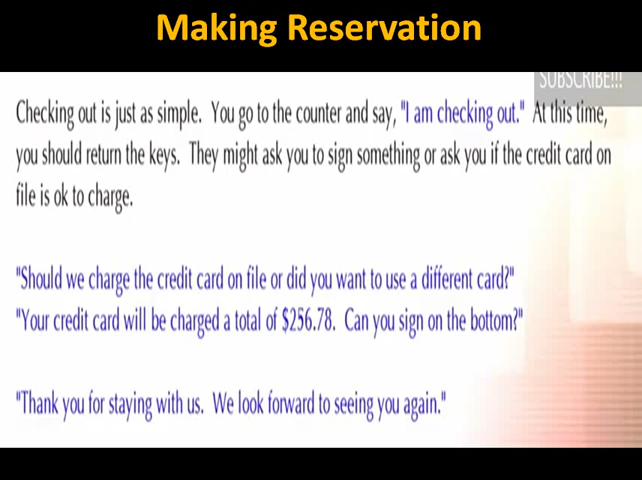 Making Reservation
SUBSCRIBE!!!
Checking out is just as simple. You go to the counter and say, "I am checking out." At this time,
you should return the keys. They might ask you to sign something or ask you if the credit card on
file is ok to charge.
"Should we charge the credit card on file or did you want to use a different card?"
"Your credit card will be charged a total of $256.78. Can you sign on the bottom?"
"Thank you for staying with us. We look forward to seeing you again."